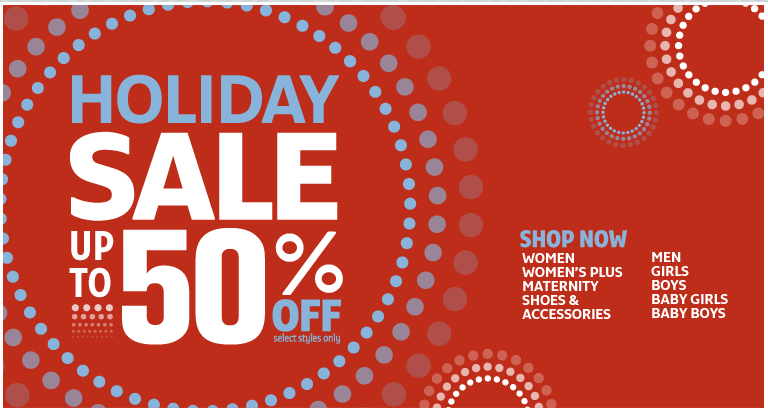 HOLIDAY
SALE
UP
TO
50%
OFF
select styles only
SHOP NOW
WOMEN
WOMEN'S PLUS
MATERNITY
SHOES &
ACCESSORIES
MEN
GIRLS
BOYS
BABY GIRLS
BABY BOYS